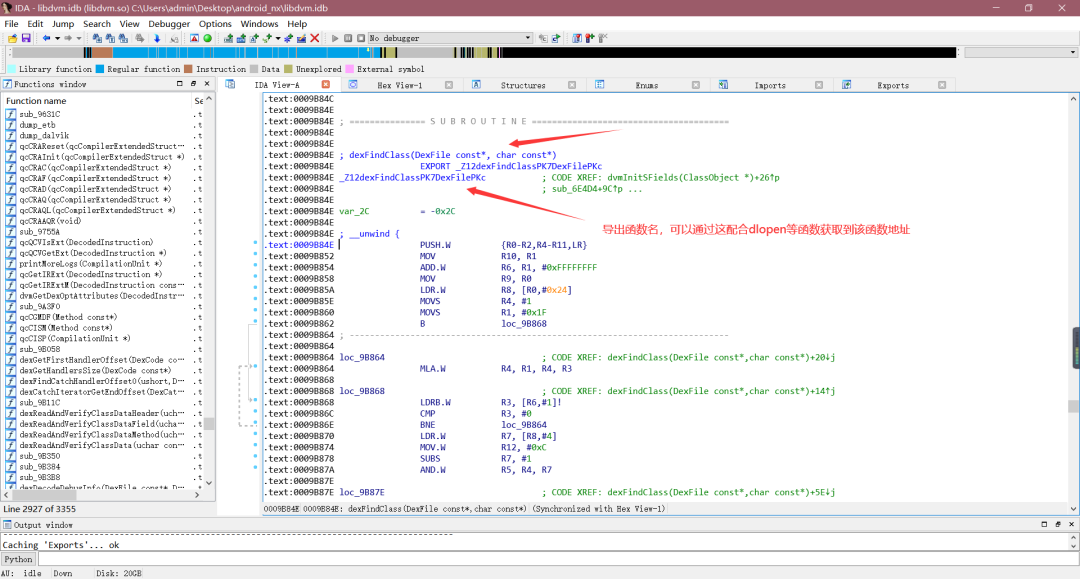 IDA - libdvm.idb (libdvm.so) C:\Users\admin\Desktop\android_nx\libdvm.idb
File Edit Jump Search View Debugger Options Windows Help
No debugger
Library function Regular function Instruction Data Unexplored External symbol
Functions window
IDA View-A Hex View-1 Structures Enums Imports Exports
Function name Se
sub_9631C .t
dump_etb .t
dump_dalvik .t
qcCRAReset(qcCompilerExtendedStruct··· .t
qcCRAInit(qcCompilerExtendedStruct *) .t
qcCRAC(qcCompilerExtendedStruct *) .t
qcCRAF(qcCompilerExtendedStruct *) .t
qcCRAD(qcCompilerExtendedStruct *) .t
qcCRAQ(qcCompilerExtendedStruct *) .t
qcCRAQL(qcCompilerExtendedStruct *) .t
qcCRAAQR(void) .t
sub_9755A .t
qcQCVIsExt(DecodedInstruction) .t
qcQCVGetExt(DecodedInstruction *) .t
printMoreLogs(CompilationUnit *) .t
qcGetIRExt(DecodedInstruction *) .t
qcGetIRExtM(DecodedInstruction cons··· .t
dvmGetDexOptAttributes(DecodedInstr··· .t
sub_9A3F0 .t
qcCGMDF(Method const*) .t
qcCISM(Method const*) .t
qcCISP(CompilationUnit *) .t
sub_9B058 .t
dexGetFirstHandlerOffset(DexCode co··· .t
dexGetHandlersSize(DexCode const*) .t
dexFindCatchHandlerOffset0(ushort,D··· .t
dexCatchIteratorGetEndOffset(DexCat··· .t
sub_9B11C .t
dexReadAndVerifyClassDataHeader(uch··· .t
dexReadAndVerifyClassDataField(ucha··· .t
dexReadAndVerifyClassDataMethod(uch··· .t
dexReadAndVerifyClassData(uchar con··· .t
sub_9B350 .t
sub_9B384 .t
sub_9B3B8 .t
dexDecodeDebugInfo(DexFile const*,D··· .t
Line 2927 of 3355
.text:0009B84C
.text:0009B84E
.text:0009B84E ; =============== S U B R O U T I N E =======================================
.text:0009B84E
.text:0009B84E
.text:0009B84E ; dexFindClass(DexFile const*, char const*)
.text:0009B84E EXPORT _Z12dexFindClassPK7DexFilePKc
.text:0009B84E _Z12dexFindClassPK7DexFilePKc ; CODE XREF: dvmInitSFields(ClassObject *)+26↑p
.text:0009B84E ; sub_6E4D4+9C↑p ...
.text:0009B84E
.text:0009B84E var_2C = -0x2C
.text:0009B84E
导出函数名，可以通过这配合dlopen等函数获取到该函数地址
.text:0009B84E ; __unwind {
.text:0009B84E PUSH.W {R0-R2,R4-R11,LR}
.text:0009B852 MOV R10, R1
.text:0009B854 ADD.W R6, R1, #0xFFFFFFFF
.text:0009B858 MOV R9, R0
.text:0009B85A LDR.W R8, [R0,#0x24]
.text:0009B85E MOVS R4, #1
.text:0009B860 MOVS R1, #0x1F
.text:0009B862 B loc_9B868
.text:0009B864 ; ---------------------------------------------------------------------------
.text:0009B864
.text:0009B864 loc_9B864 ; CODE XREF: dexFindClass(DexFile const*,char const*)+20↓j
.text:0009B864 MLA.W R4, R1, R4, R3
.text:0009B868
.text:0009B868 loc_9B868 ; CODE XREF: dexFindClass(DexFile const*,char const*)+14↑j
.text:0009B868 LDRB.W R3, [R6,#1]!
.text:0009B86C CMP R3, #0
.text:0009B86E BNE loc_9B864
.text:0009B870 LDR.W R7, [R8,#4]
.text:0009B874 MOV.W R12, #0xC
.text:0009B878 SUBS R7, #1
.text:0009B87A AND.W R5, R4, R7
.text:0009B87E
.text:0009B87E loc_9B87E ; CODE XREF: dexFindClass(DexFile const*,char const*)+5E↓j
0009B84E 0009B84E: dexFindClass(DexFile const*,char const*) (Synchronized with Hex View-1)
Output window
Caching 'Exports'... ok
Python
AU: idle Down Disk: 20GB